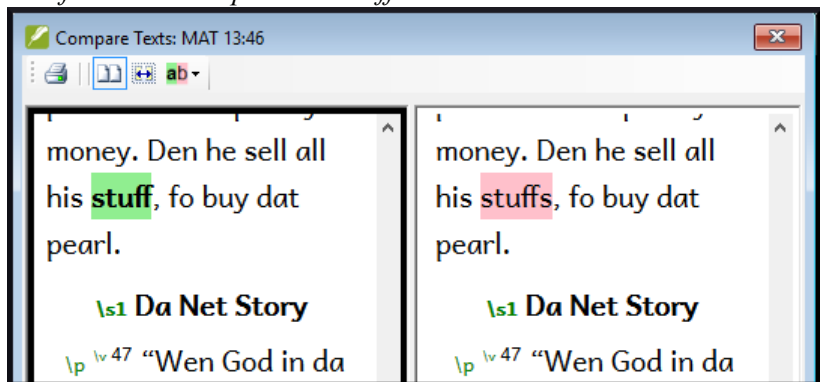 Compare Texts: MAT 13:46
ab
money. Den he sell all
his stuff, fo buy dat
pearl.
\s1 Da Net Story
\p \v 47 “Wen God in da
money. Den he sell all
his stuffs, fo buy dat
pearl.
\s1 Da Net Story
\p \v 47 “Wen God in da